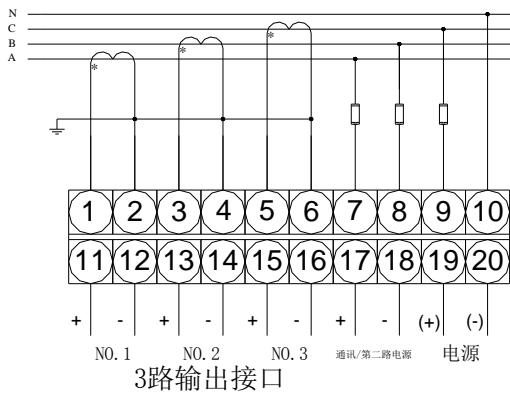 N
C
B
A
* * *
1 2 3 4 5 6 7 8 9 10
11 12 13 14 15 16 17 18 19 20
+ - + - + - + - (+) (-)
NO.1 NO.2 NO.3 通讯/第二路电源 电源
3路输出接口